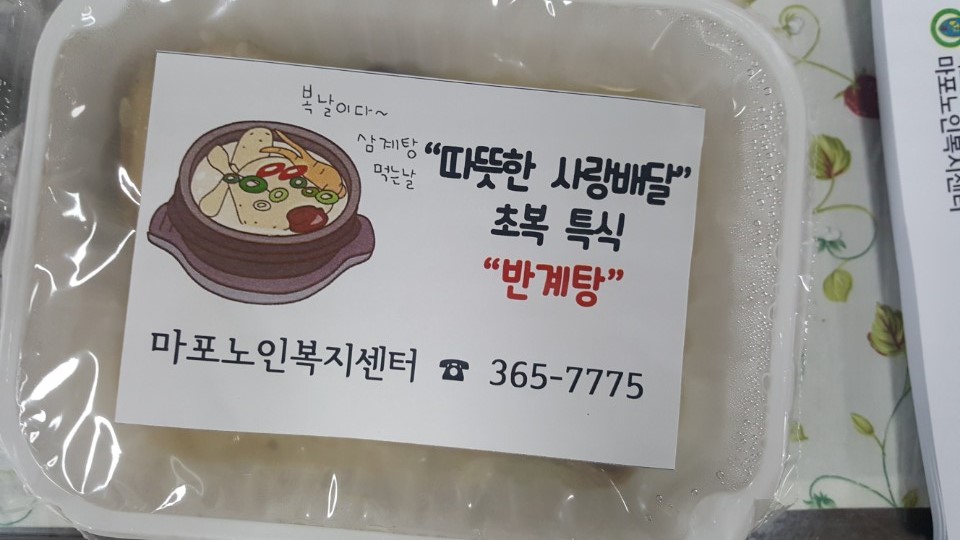 복날이다~
삼계탕
먹는날
“따뜻한 사랑배달”
초복 특식
“반계탕”
마포노인복지센터 ☎ 365-7775
마포노인복지센터